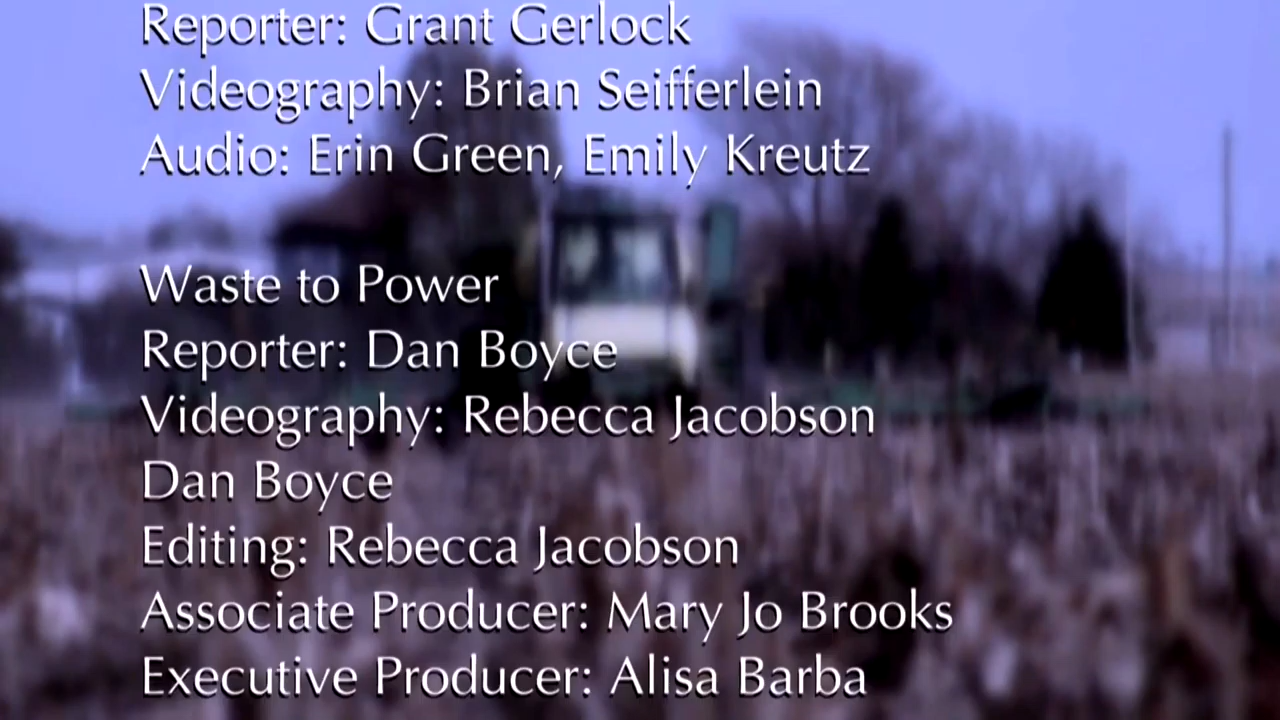 Reporter: Grant Gerlock
Videography: Brian Seifferlein
Audio: Erin Green, Emily Kreutz
Waste to Power
Reporter: Dan Boyce
Videography: Rebecca Jacobson
Dan Boyce
Editing: Rebecca Jacobson
Associate Producer: Mary Jo Brooks
Executive Producer: Alisa Barba